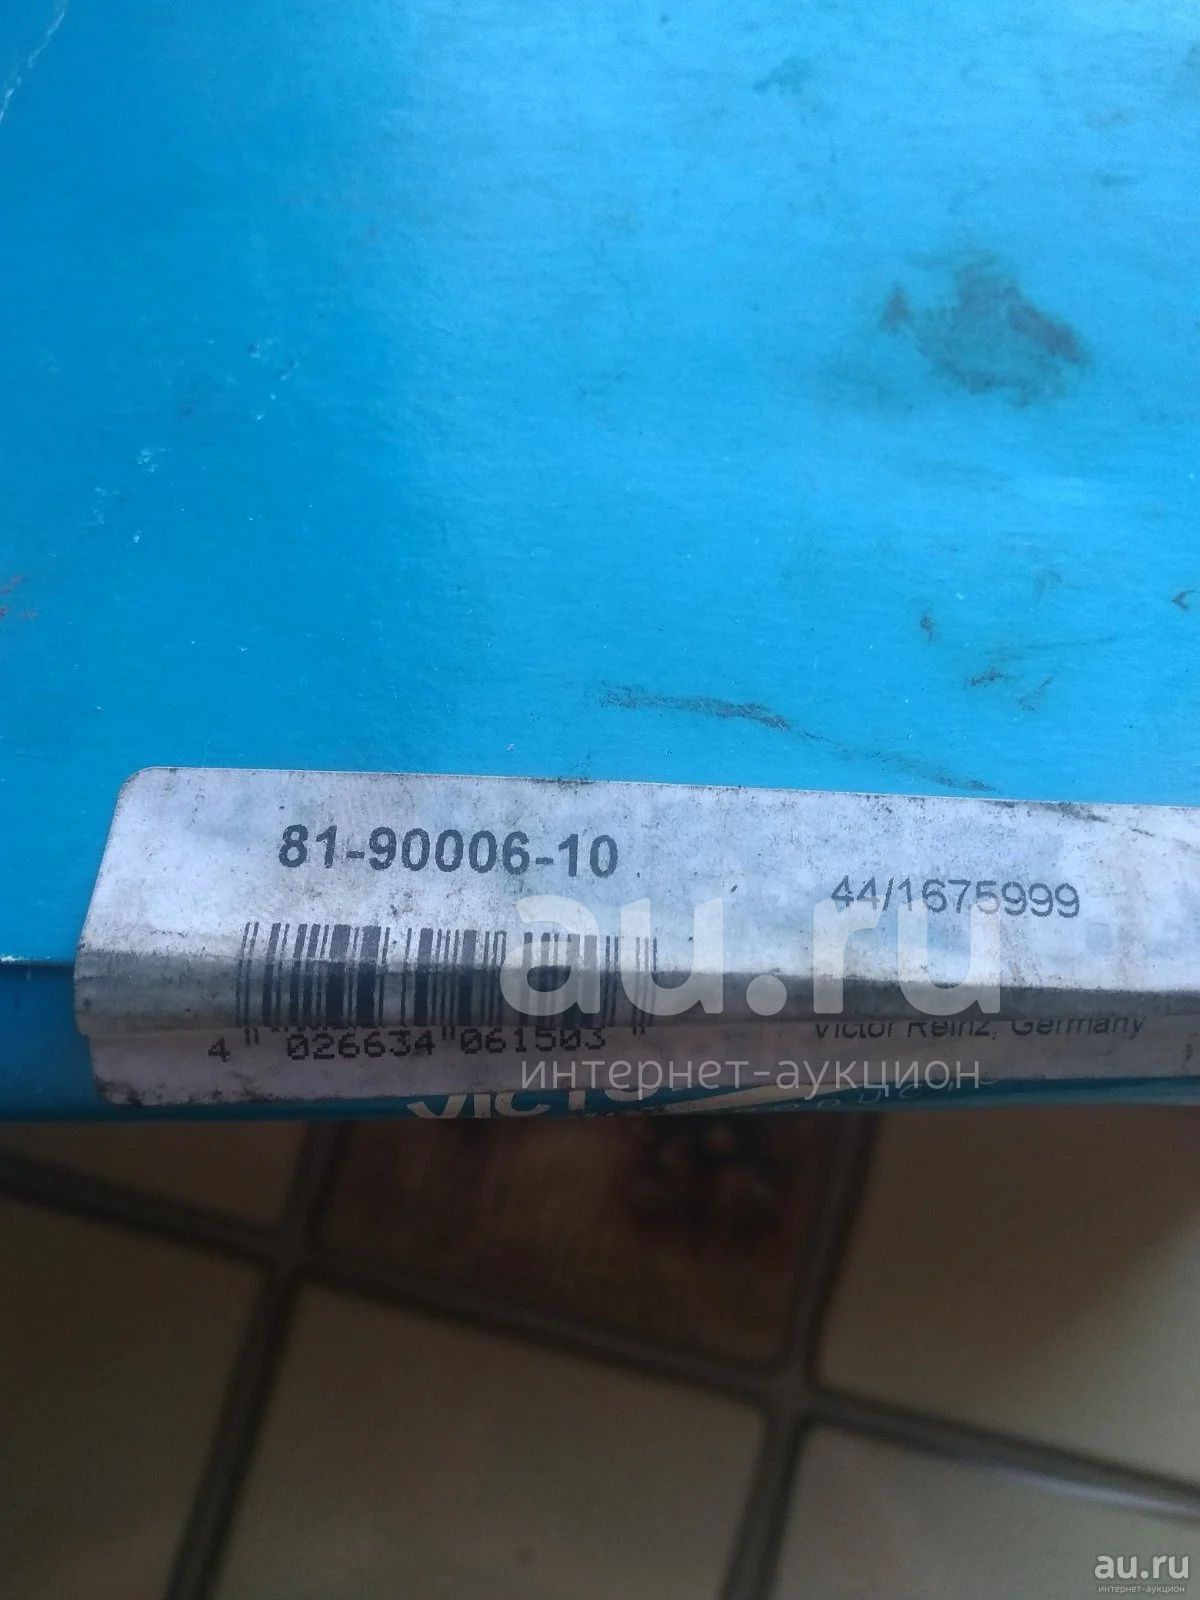 81-90006-10
44/1675999
au.ru
Victor Reinz, Germany
4 026634 061503
интернет-аукцион
au.ru
интернет-аукцион